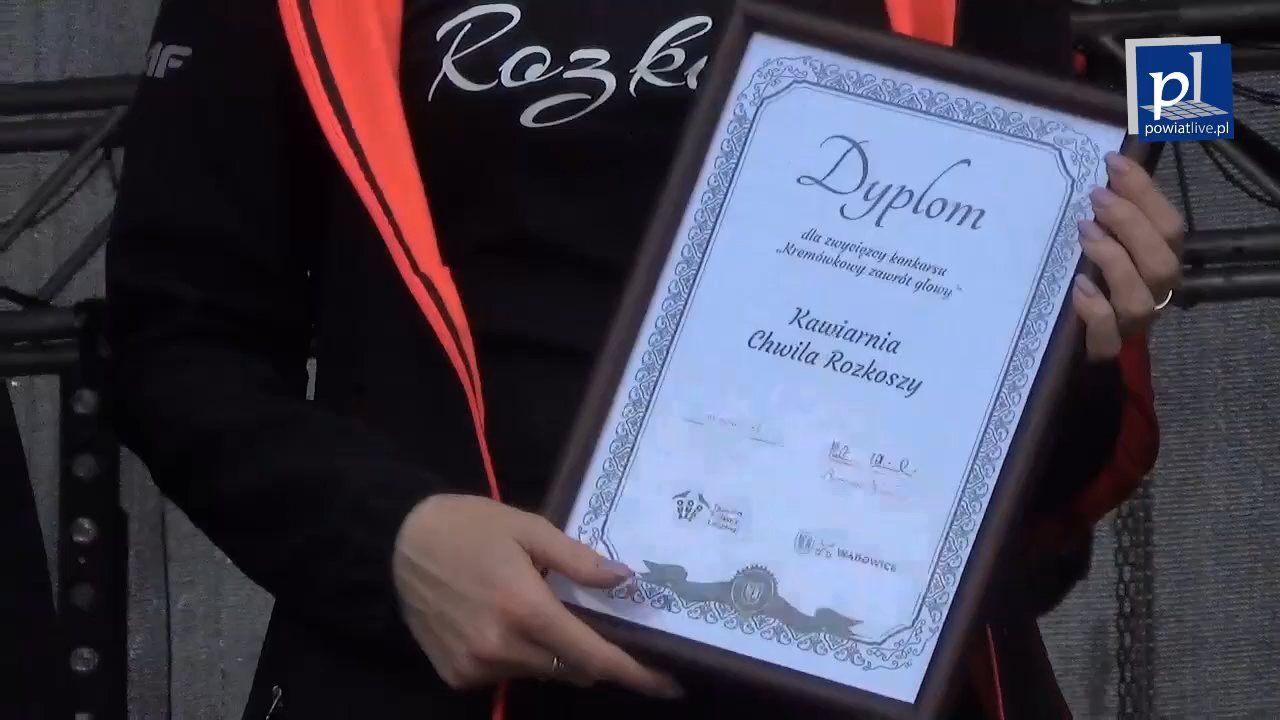 Rozk
pl
powiatlive.pl
Dyplom
dla zwycięzcy konkursu
„Kremówkowy zawrót głowy”
Kawiarnia
Chwila Rozkoszy
WADOWICE